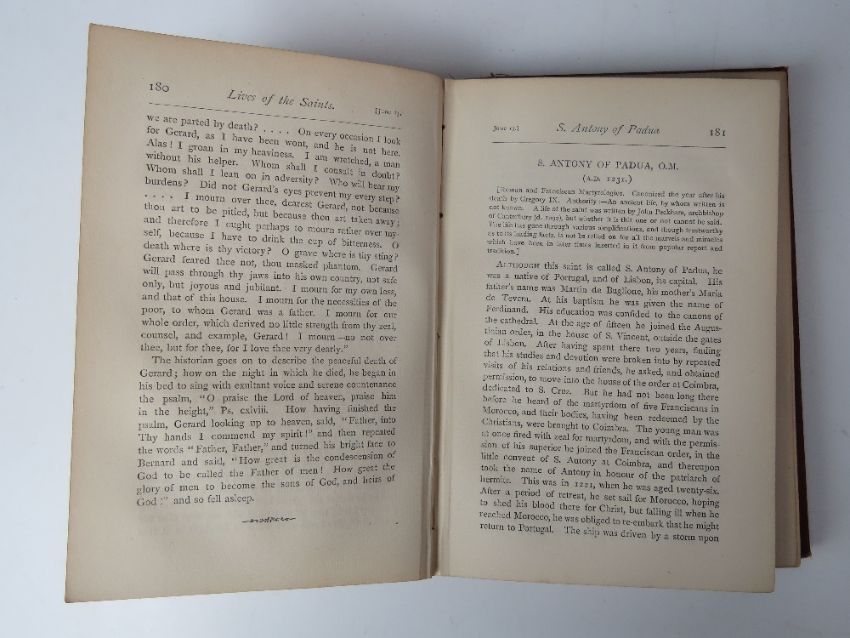 180
Lives of the Saints.
[June 13.
we are parted by death? . . . . On every occasion I look
for Gerard, as I have been wont, and he is not here.
Alas! I groan in my heaviness. I am wretched, a man
without his helper. Whom shall I consult in doubt?
Whom shall I lean on in adversity? Who will bear my
burdens? Did not Gerard's eyes prevent my every step?
. . . . I mourn over thee, dearest Gerard, not because
thou art to be pitied, but because thou art taken away;
and therefore I ought perhaps to mourn rather over my-
self, because I have to drink the cup of bitterness. O
death where is thy victory? O grave where is thy sting?
Gerard feared thee not, thou masked phantom. Gerard
will pass through thy jaws into his own country, not safe
only, but joyous and jubilant. I mourn for my own loss,
and that of this house. I mourn for the necessities of the
poor, to whom Gerard was a father. I mourn for our
whole order, which derived no little strength from thy zeal,
counsel, and example, Gerard! I mourn—no not over
thee, but for thee, for I love thee very dearly."
The historian goes on to describe the peaceful death of
Gerard; how on the night in which he died, he began in
his bed to sing with exultant voice and serene countenance
the psalm, "O praise the Lord of heaven, praise him
in the height," Ps. cxlviii. How having finished the
psalm, Gerard looking up to heaven, said, "Father, into
Thy hands I commend my spirit!" and then repeated
the words "Father, Father," and turned his bright face to
Bernard and said, "How great is the condescension of
God to be called the Father of men! How great the
glory of men to become the sons of God, and heirs of
God!" and so fell asleep.
June 13.]
S. Antony of Padua
181
S. ANTONY OF PADUA, O.M.
(A.D. 1231.)
[Roman and Franciscan Martyrologies. Canonized the year after his
death by Gregory IX. Authority:—An ancient life, by whom written is
not known. A life of the saint was written by John Peckham, archbishop
of Canterbury (d. 1292), but whether it is this one or not cannot be said.
The life has gone through various amplifications, and though trustworthy
as to its leading facts, is not to be relied on for all the marvels and miracles
which have been in later times inserted in it from popular report and
tradition.]
Although this saint is called S. Antony of Padua, he
was a native of Portugal, and of Lisbon, its capital. His
father's name was Martin de Buglione, his mother's Maria
de Tevera. At his baptism he was given the name of
Ferdinand. His education was confided to the canons of
the cathedral. At the age of fifteen he joined the Augus-
tinian order, in the house of S. Vincent, outside the gates
of Lisbon. After having spent there two years, finding
that his studies and devotion were broken into by repeated
visits of his relations and friends, he asked, and obtained
permission, to move into the house of the order at Coimbra,
dedicated to S. Cruz. But he had not been long there
before he heard of the martyrdom of five Franciscans in
Morocco, and their bodies, having been redeemed by the
Christians, were brought to Coimbra. The young man was
at once fired with zeal for martyrdom, and with the permis-
sion of his superior he joined the Franciscan order, in the
little convent of S. Antony at Coimbra, and thereupon
took the name of Antony in honour of the patriarch of
hermits. This was in 1221, when he was aged twenty-six.
After a period of retreat, he set sail for Morocco, hoping
to shed his blood there for Christ, but falling ill when he
reached Morocco, he was obliged to re-embark that he might
return to Portugal. The ship was driven by a storm upon